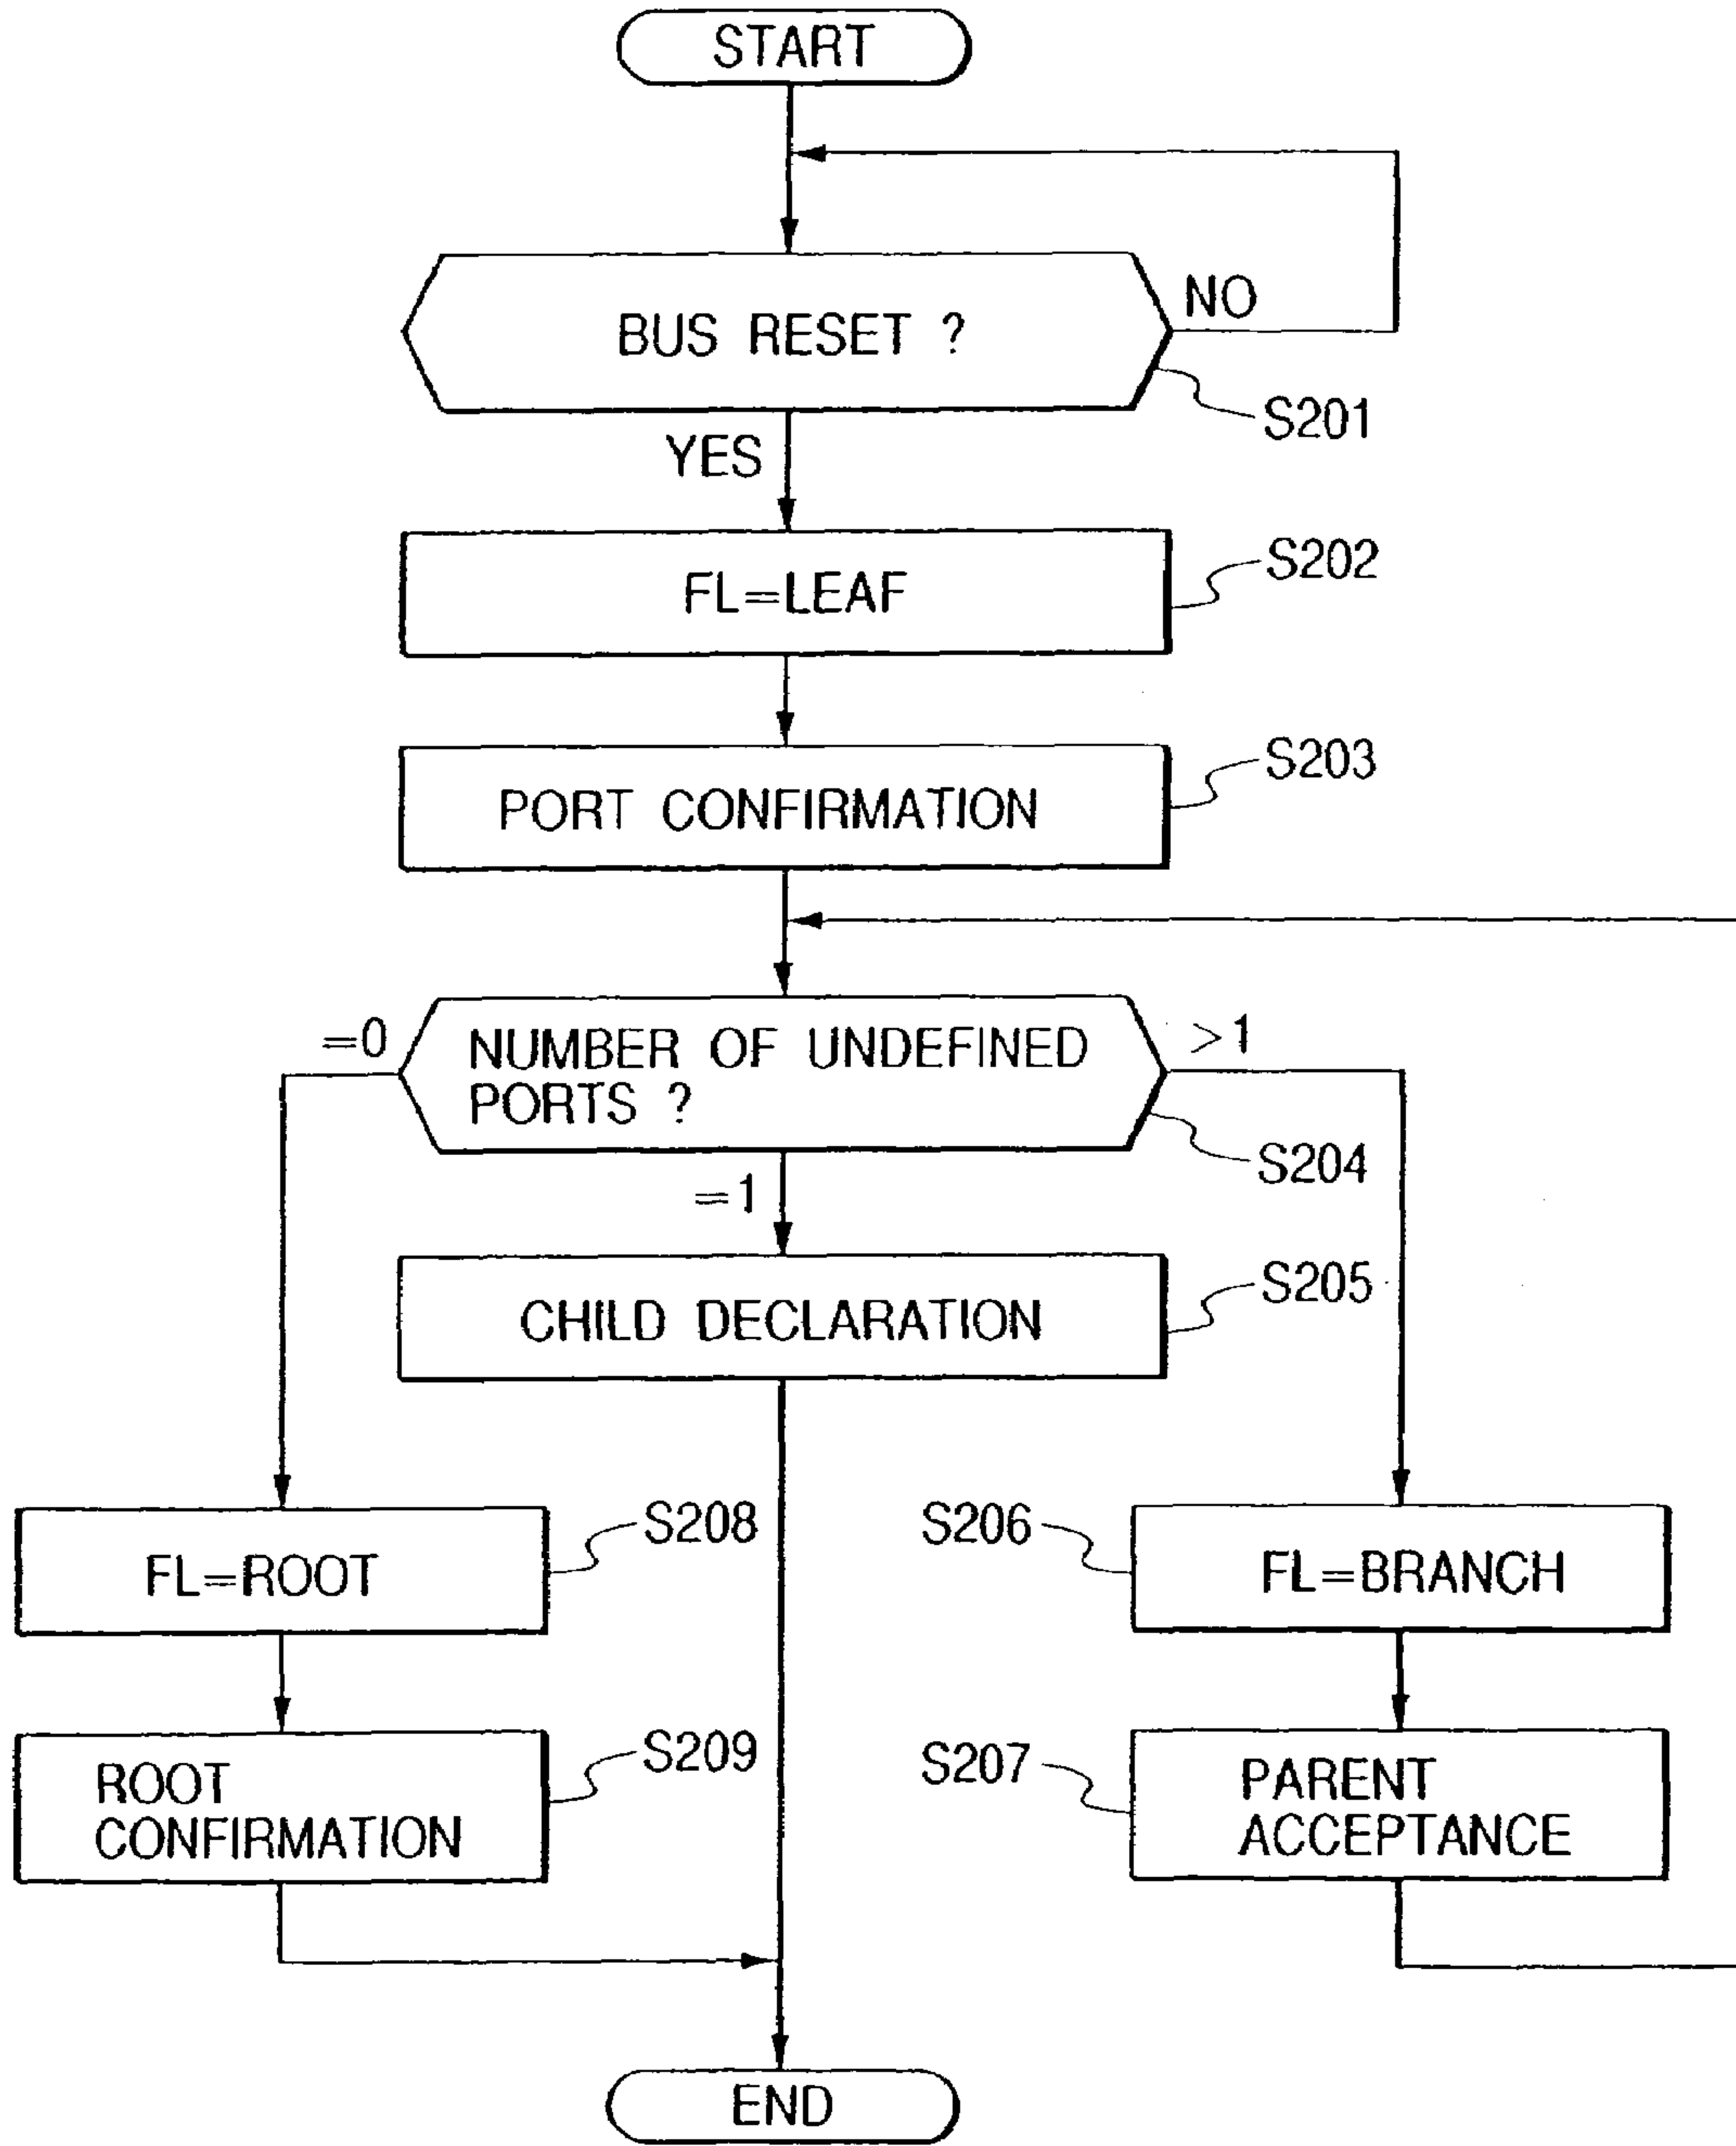 START
BUS RESET ?
NO
S201
YES
FL=LEAF
S202
PORT CONFIRMATION
S203
=0
NUMBER OF UNDEFINED
PORTS ?
>1
S204
=1
CHILD DECLARATION
S205
FL=ROOT
S208
S206
FL=BRANCH
ROOT
CONFIRMATION
S209
S207
PARENT
ACCEPTANCE
END